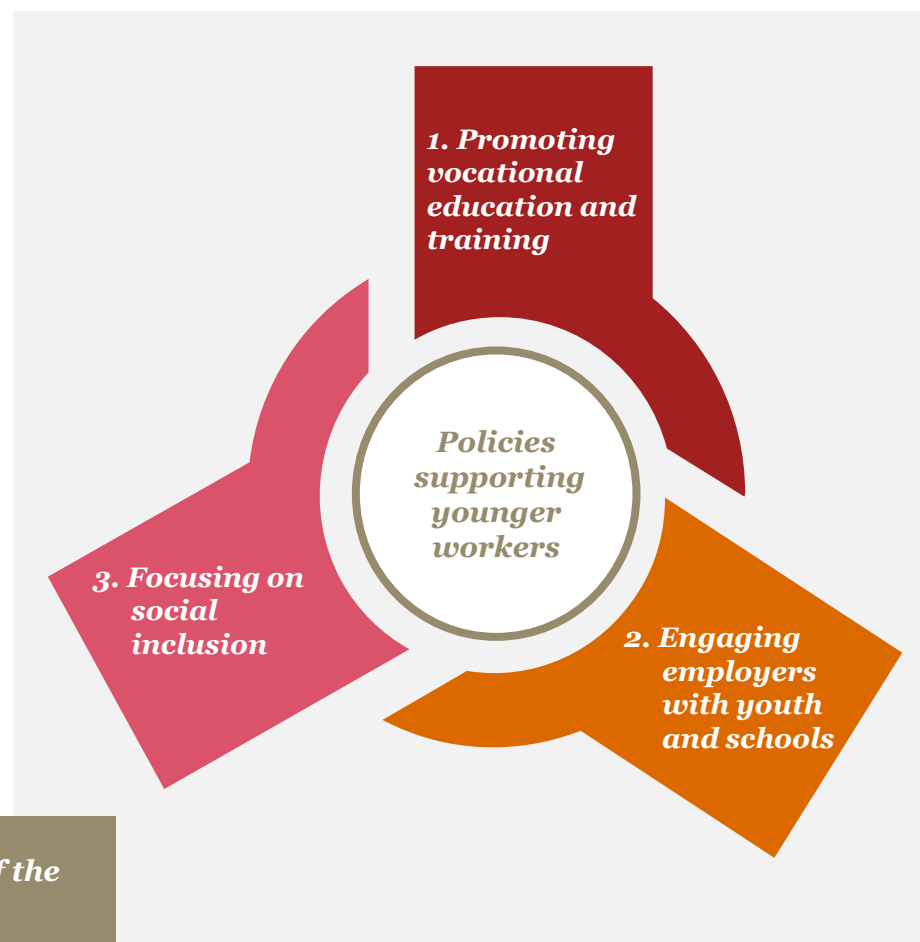 1. Promoting
vocational
education and
training
Policies
supporting
younger
workers
2. Engaging
employers
with youth
and schools
3. Focusing on
social
inclusion
f the